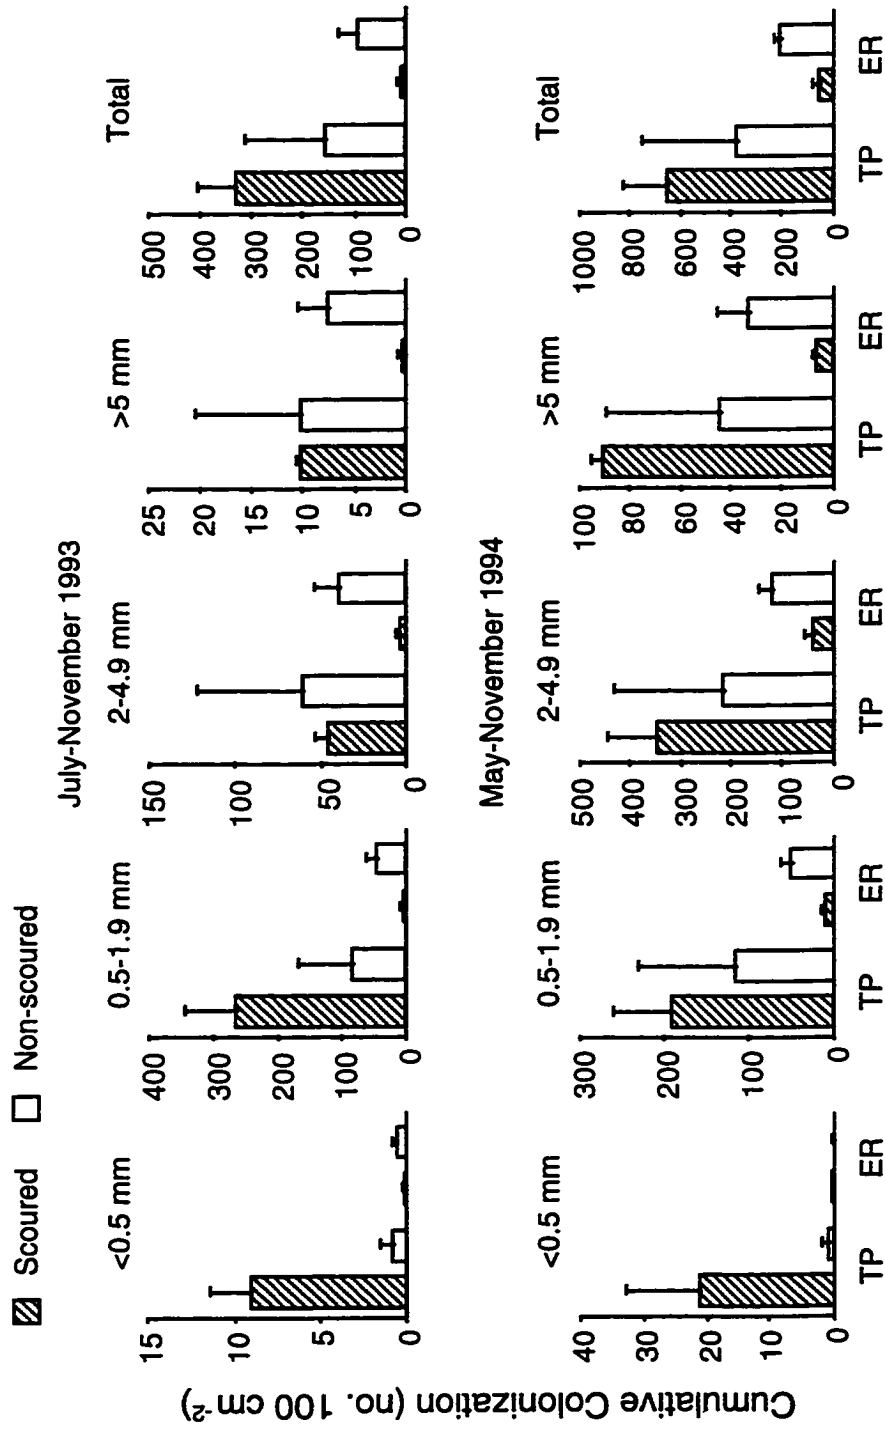 Scoured Non-scoured
July-November 1993
<0.5 mm 0.5-1.9 mm 2-4.9 mm >5 mm Total
15 10 5 0
400 300 200 100 0
150 100 50 0
25 20 15 10 5 0
500 400 300 200 100 0
Cumulative Colonization (no. 100 cm-2)
May-November 1994
<0.5 mm 0.5-1.9 mm 2-4.9 mm >5 mm Total
40 30 20 10 0
300 200 100 0
500 400 300 200 100 0
100 80 60 40 20 0
1000 800 600 400 200 0
TP ER TP ER TP ER TP ER TP ER